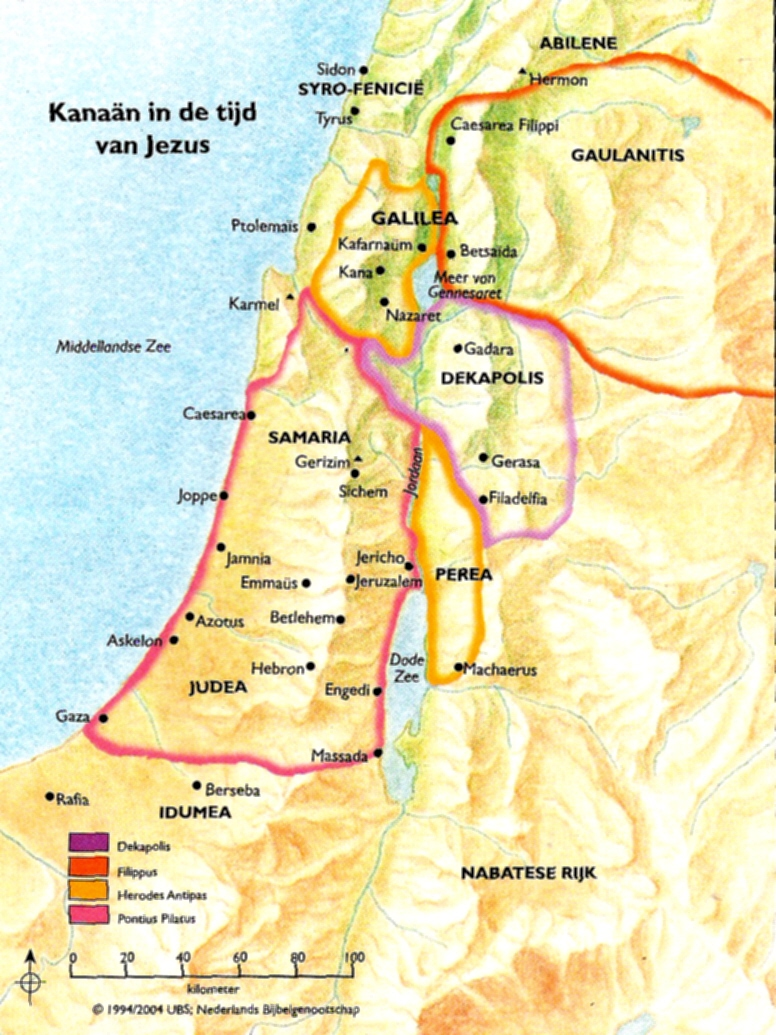 Kanaän in de tijd
van Jezus
ABILENE
Sidon
Hermon
SYRO-FENICIË
Tyrus
Caesarea Filippi
GAULANITIS
GALILEA
Ptolemaïs
Kafarnaüm
Betsaïda
Kana
Meer van
Gennesaret
Karmel
Nazaret
Middellandse Zee
Gadara
DEKAPOLIS
Caesarea
SAMARIA
Gerizim
Gerasa
Jordaan
Sichem
Joppe
Filadelfia
Jamnia
Jericho
PEREA
Emmaüs
Jeruzalem
Azotus
Betlehem
Askelon
Hebron
Dode
Zee
Machaerus
JUDEA
Engedi
Gaza
Massada
Berseba
Rafia
IDUMEA
Dekapolis
Filippus
NABATESE RIJK
Herodes Antipas
Pontius Pilatus
0 20 40 60 80 100
kilometer
© 1994/2004 UBS; Nederlands Bijbelgenootschap